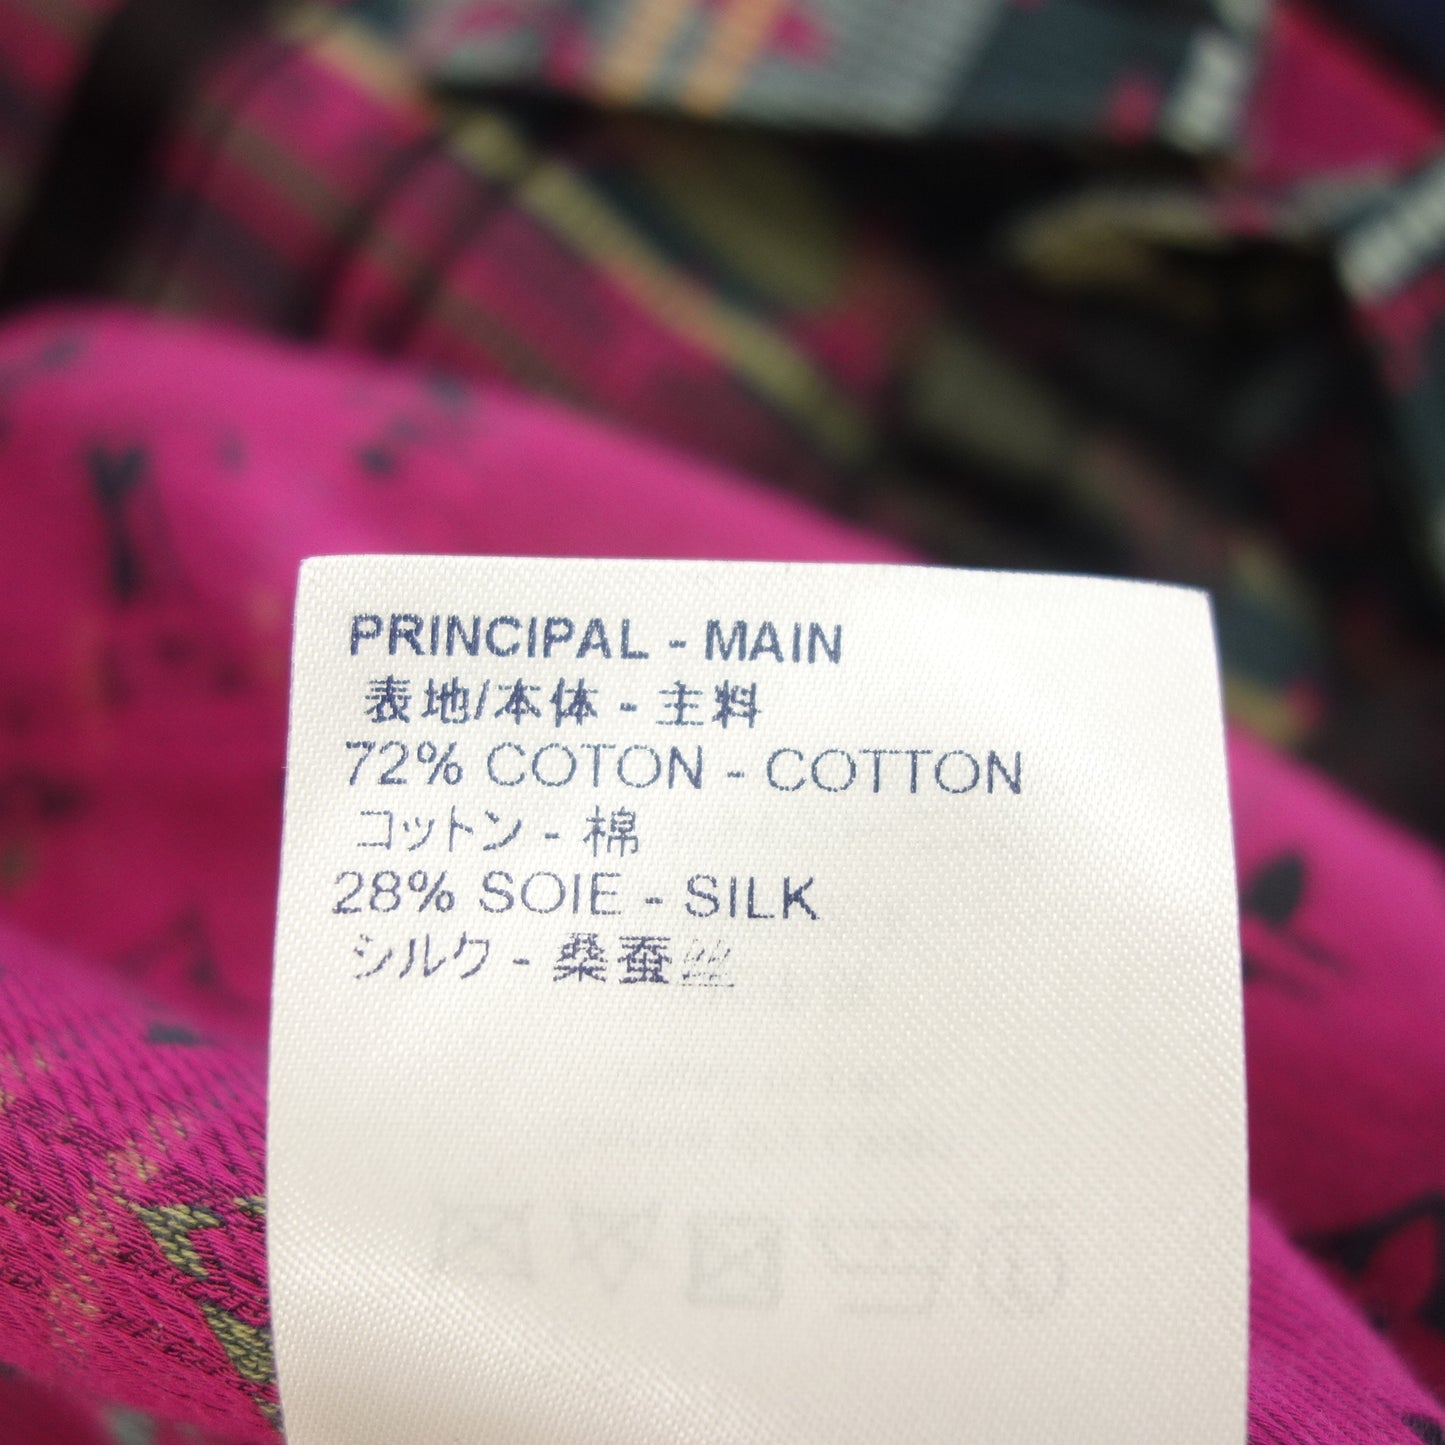 PRINCIPAL - MAIN
表地/本体 - 主料
72% COTON - COTTON
コットン - 棉
28% SOIE - SILK
シルク - 桑蚕丝